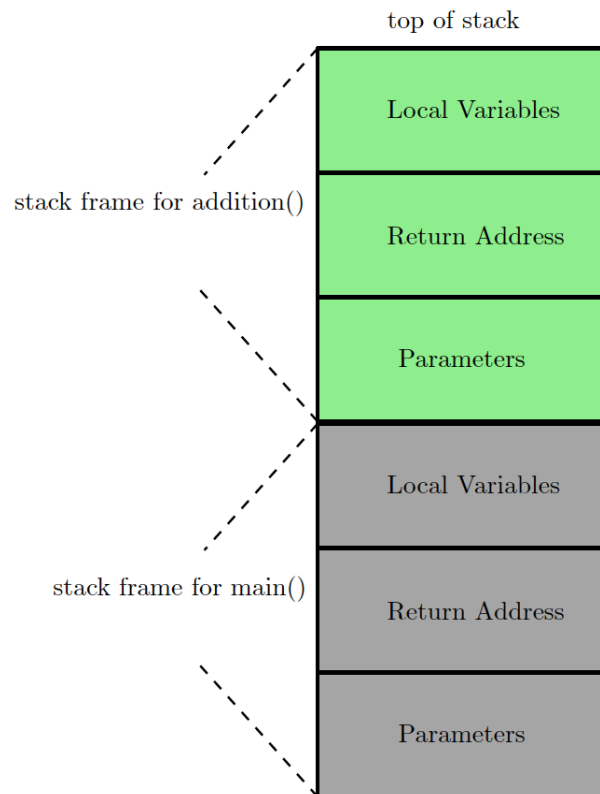 top of stack
Local Variables
stack frame for addition()
Return Address
Parameters
Local Variables
stack frame for main()
Return Address
Parameters